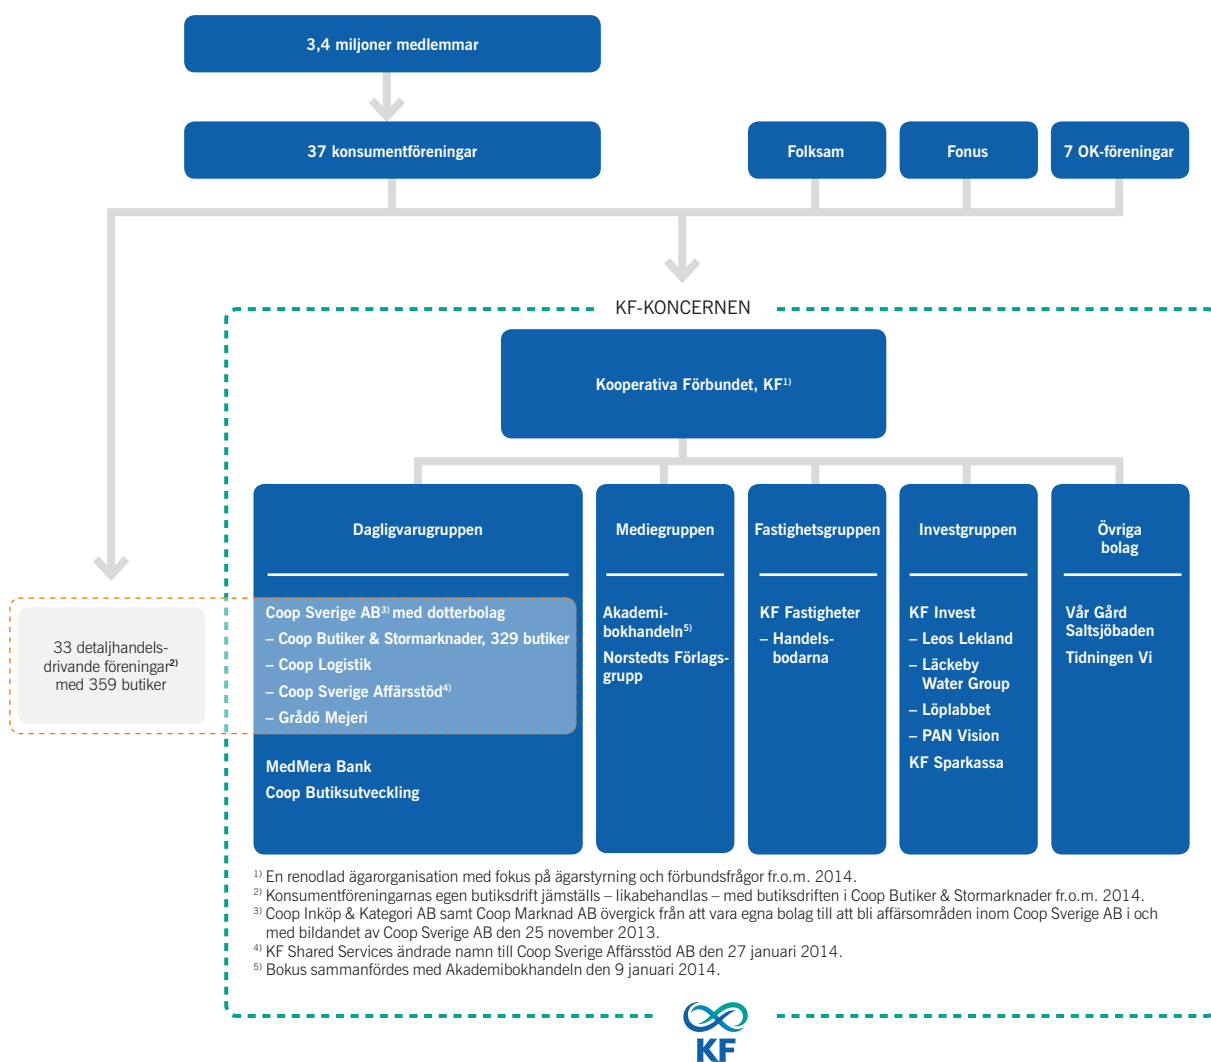 3,4 miljoner medlemmar
37 konsumentföreningar
Folksam
Fonus
7 OK-föreningar
KF-KONCERNEN
Kooperativa Förbundet, KF1)
Dagligvarugruppen
Coop Sverige AB3) med dotterbolag
– Coop Butiker & Stormarknader, 329 butiker
– Coop Logistik
– Coop Sverige Affärsstöd4)
– Grådö Mejeri
MedMera Bank
Coop Butiksutveckling
Mediegruppen
Akademi-
bokhandeln5)
Norstedts Förlags-
grupp
Fastighetsgruppen
KF Fastigheter
– Handels-
bodarna
Investgruppen
KF Invest
– Leos Lekland
– Läckeby
Water Group
– Löplabbet
– PAN Vision
KF Sparkassa
Övriga
bolag
Vår Gård
Saltsjöbaden
Tidningen Vi
33 detaljhandels-
drivande föreningar2)
med 359 butiker
1) En renodlad ägarorganisation med fokus på ägarstyrning och förbundsfrågor fr.o.m. 2014.
2) Konsumentföreningarnas egen butiksdrift jämställs – likabehandlas – med butiksdriften i Coop Butiker & Stormarknader fr.o.m. 2014.
3) Coop Inköp & Kategori AB samt Coop Marknad AB övergick från att vara egna bolag till att bli affärsområden inom Coop Sverige AB i och
med bildandet av Coop Sverige AB den 25 november 2013.
4) KF Shared Services ändrade namn till Coop Sverige Affärsstöd AB den 27 januari 2014.
5) Bokus sammanfördes med Akademibokhandeln den 9 januari 2014.
KF